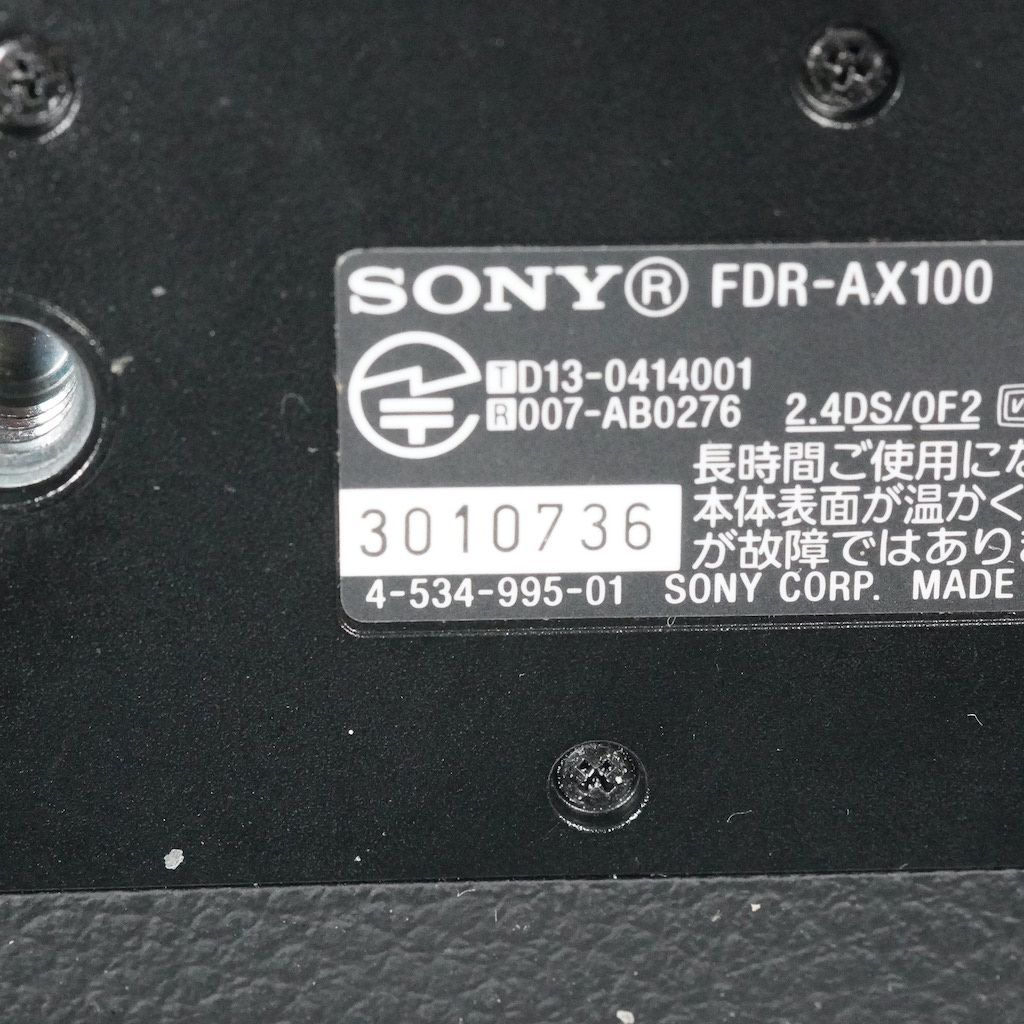 SONY® FDR-AX100
T D13-0414001
R 007-AB0276 2.4DS/OF2
長時間ご使用にな
本体表面が温かく
が故障ではありま
3010736
4-534-995-01 SONY CORP. MADE